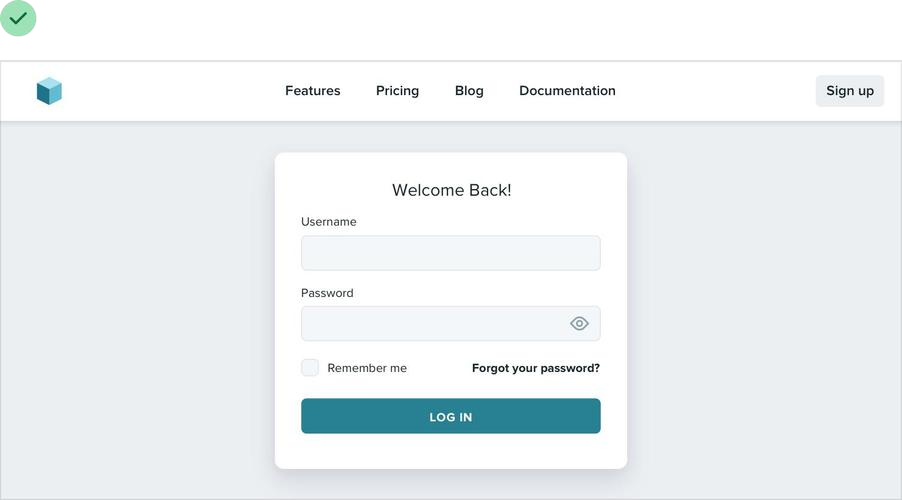 Features Pricing Blog Documentation Sign up
Welcome Back!
Username
Password
Remember me Forgot your password?
LOG IN